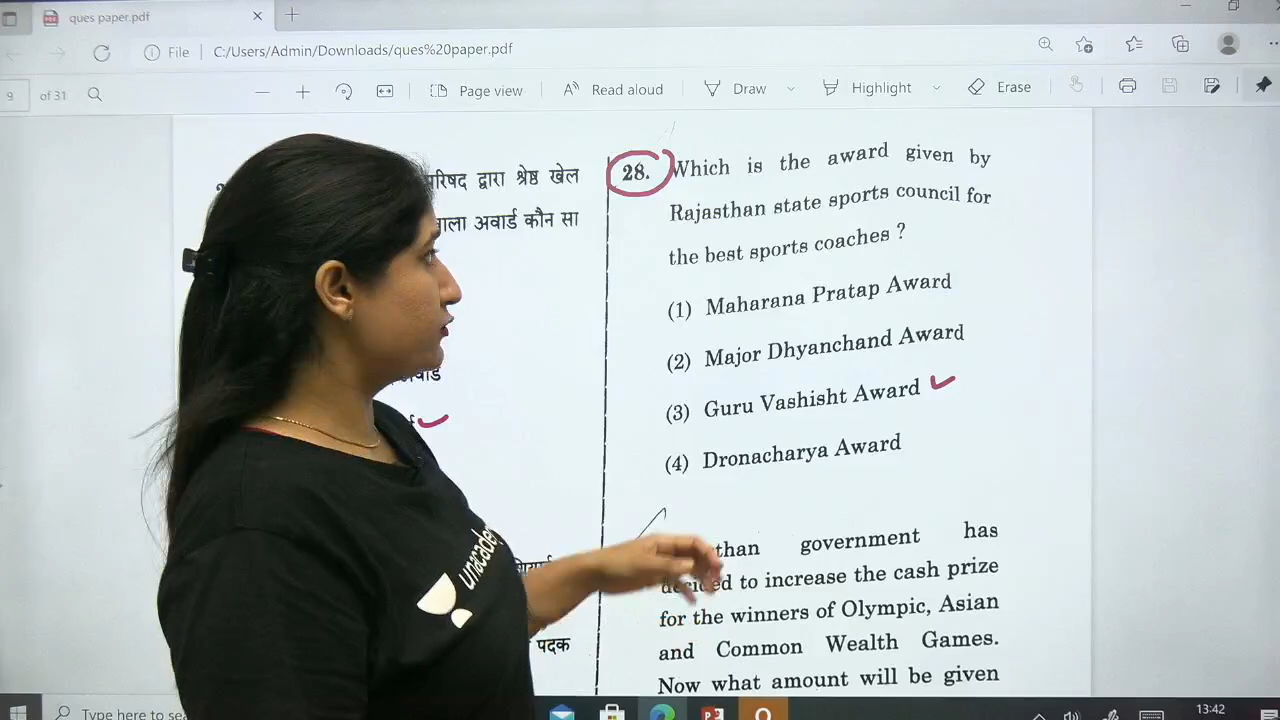 ques paper.pdf
File C:/Users/Admin/Downloads/ques%20paper.pdf
9 of 31 Page view Read aloud Draw Highlight Erase
द्वारा श्रेष्ठ खेल
वाला अवार्ड कौन सा
28. Which is the award given by
Rajasthan state sports council for
the best sports coaches ?
(1) Maharana Pratap Award
(2) Major Dhyanchand Award
(3) Guru Vashisht Award
(4) Dronacharya Award
government has
decided to increase the cash prize
for the winners of Olympic, Asian
and Common Wealth Games.
Now what amount will be given
पदक
unacademy
Type here to
13:42